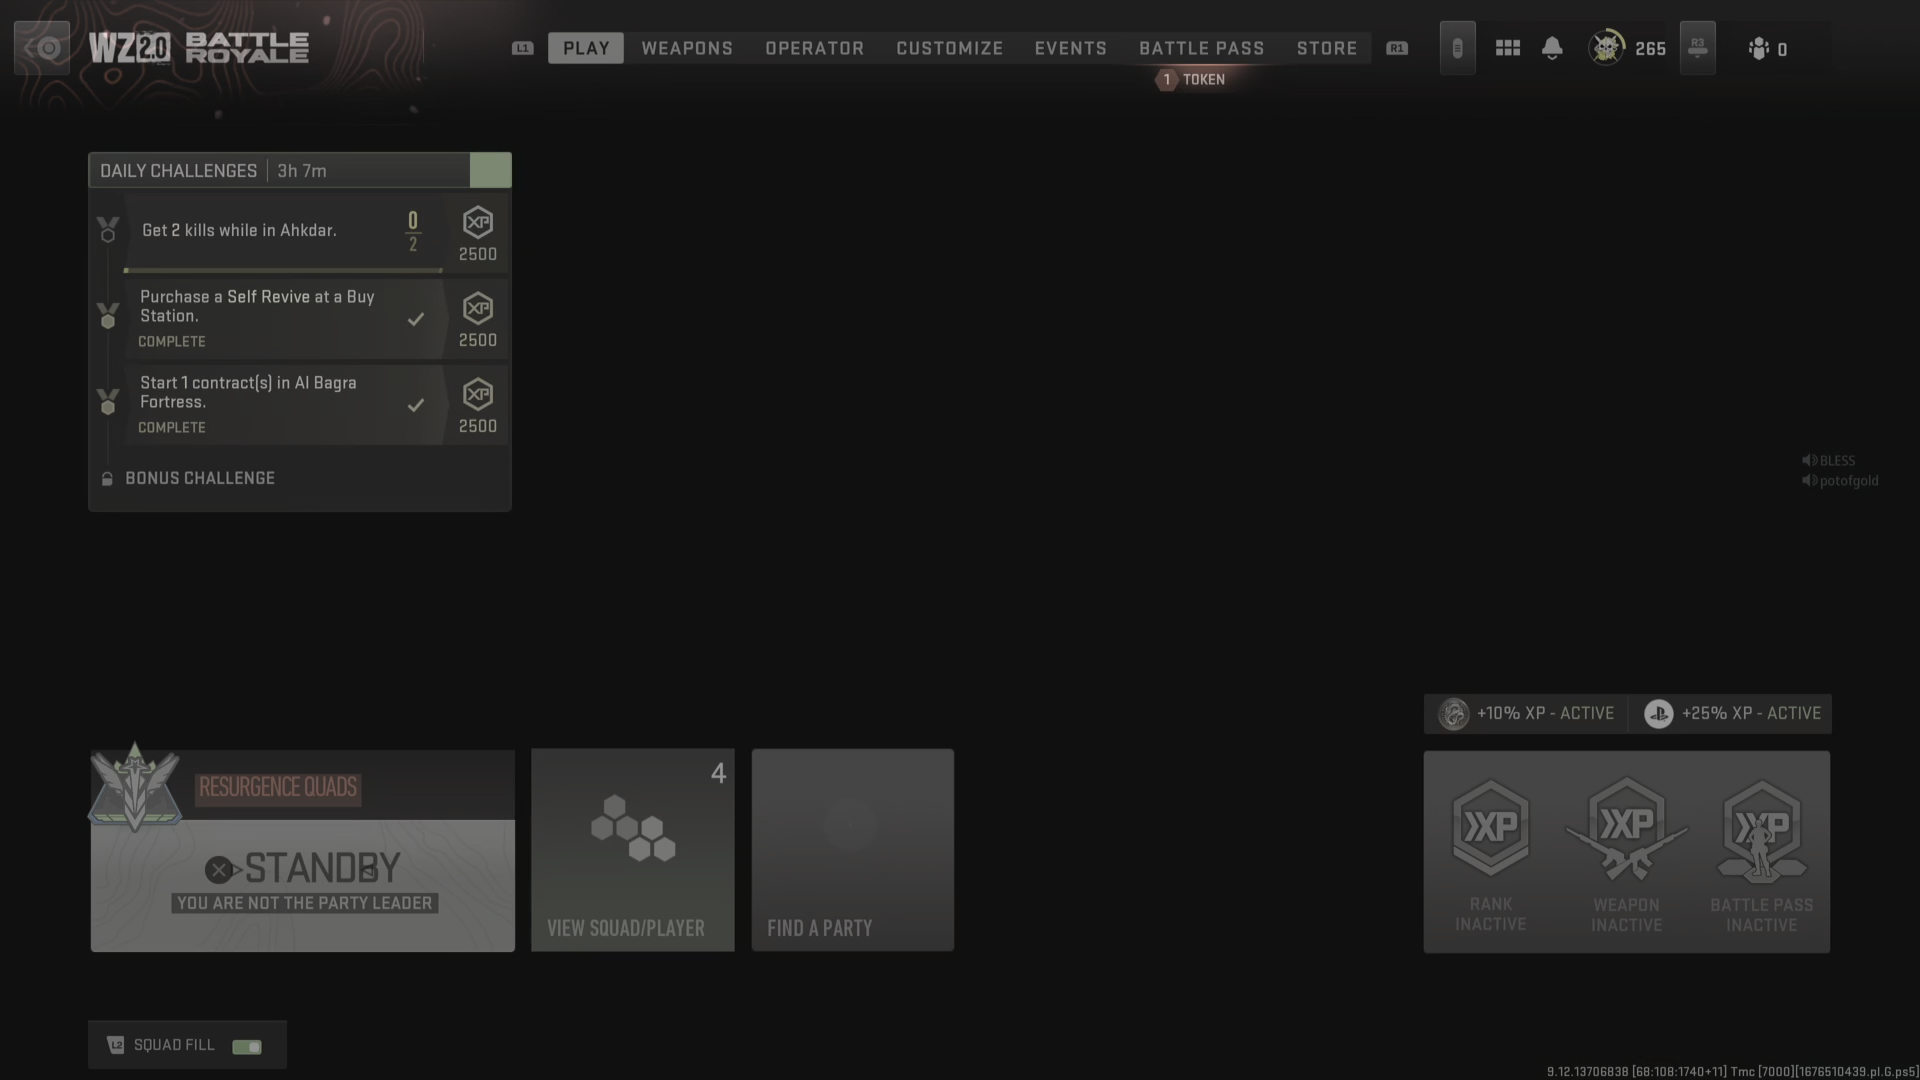 WZ2.0 BATTLE ROYALE
L1 PLAY WEAPONS OPERATOR CUSTOMIZE EVENTS BATTLE PASS STORE R1
265
R3
0
1 TOKEN
DAILY CHALLENGES 3h 7m
Get 2 kills while in Ahkdar.
0
2
XP
2500
Purchase a Self Revive at a Buy
Station.
COMPLETE
XP
2500
Start 1 contract(s) in Al Bagra
Fortress.
COMPLETE
XP
2500
BONUS CHALLENGE
BLESS
potofgold
+10% XP - ACTIVE
+25% XP - ACTIVE
RESURGENCE QUADS
STANDBY
YOU ARE NOT THE PARTY LEADER
4
VIEW SQUAD/PLAYER
FIND A PARTY
XP
RANK
INACTIVE
XP
WEAPON
INACTIVE
XP
BATTLE PASS
INACTIVE
L2 SQUAD FILL
9.12.13706838 [68:108:1740+11] Tmc [7000][1676510439.pl.G.ps5]